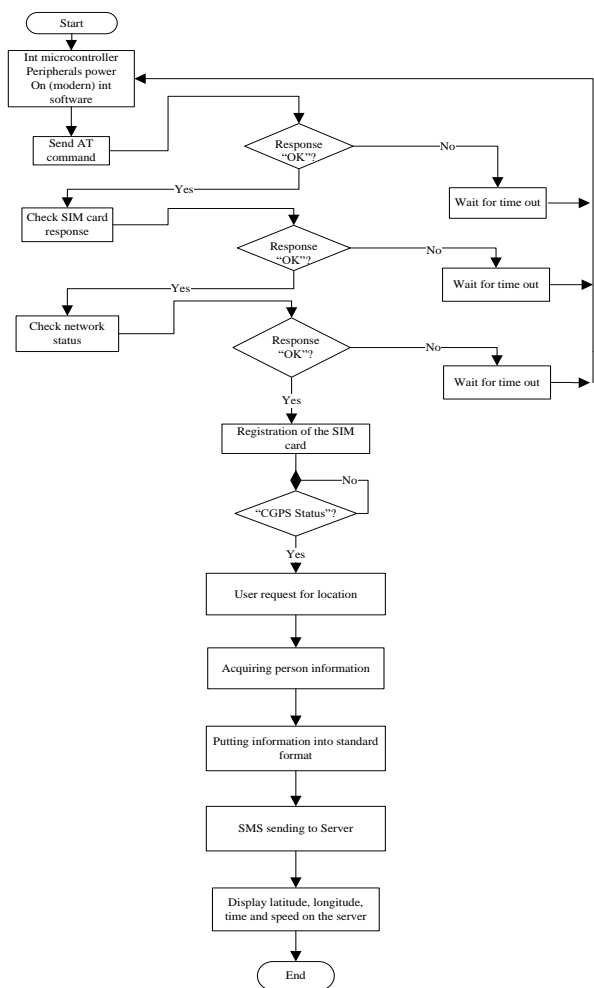 Start
Int microcontroller
Peripherals power
On (modern) int
software
Send AT
command
Response
“OK”?
No
Wait for time out
Yes
Check SIM card
response
Response
“OK”?
No
Wait for time out
Yes
Check network
status
Response
“OK”?
No
Wait for time out
Yes
Registration of the SIM
card
No
“CGPS Status”?
Yes
User request for location
Acquiring person information
Putting information into standard
format
SMS sending to Server
Display latitude, longitude,
time and speed on the server
End